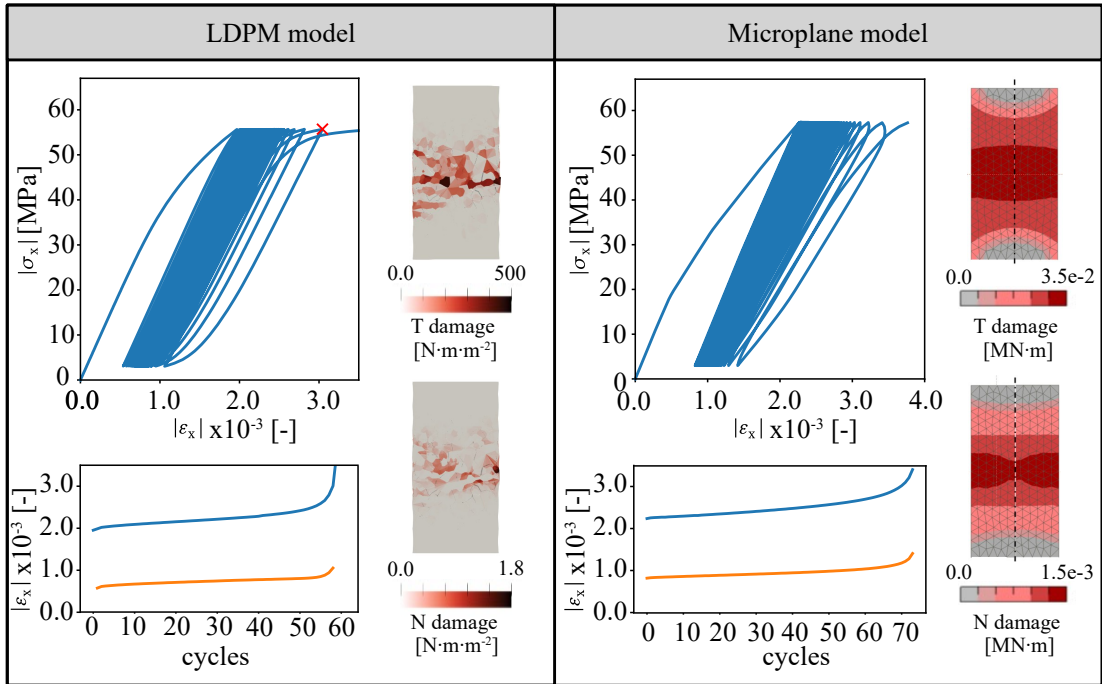 LDPM model
|σx| [MPa]
60
50
40
30
20
10
0
0.0
1.0
2.0
3.0
|εx| x10-3 [-]
0.0
500
T damage
[N·m·m-2]
0.0
1.8
N damage
[N·m·m-2]
|εx| x10-3 [-]
3.0
2.0
1.0
0.0
0
10
20
30
40
50
60
cycles
Microplane model
|σx| [MPa]
60
50
40
30
20
10
0
0.0
1.0
2.0
3.0
4.0
|εx| x10-3 [-]
0.0
3.5e-2
T damage
[MN·m]
0.0
1.5e-3
N damage
[MN·m]
|εx| x10-3 [-]
3.0
2.0
1.0
0.0
0
10
20
30
40
50
60
70
cycles